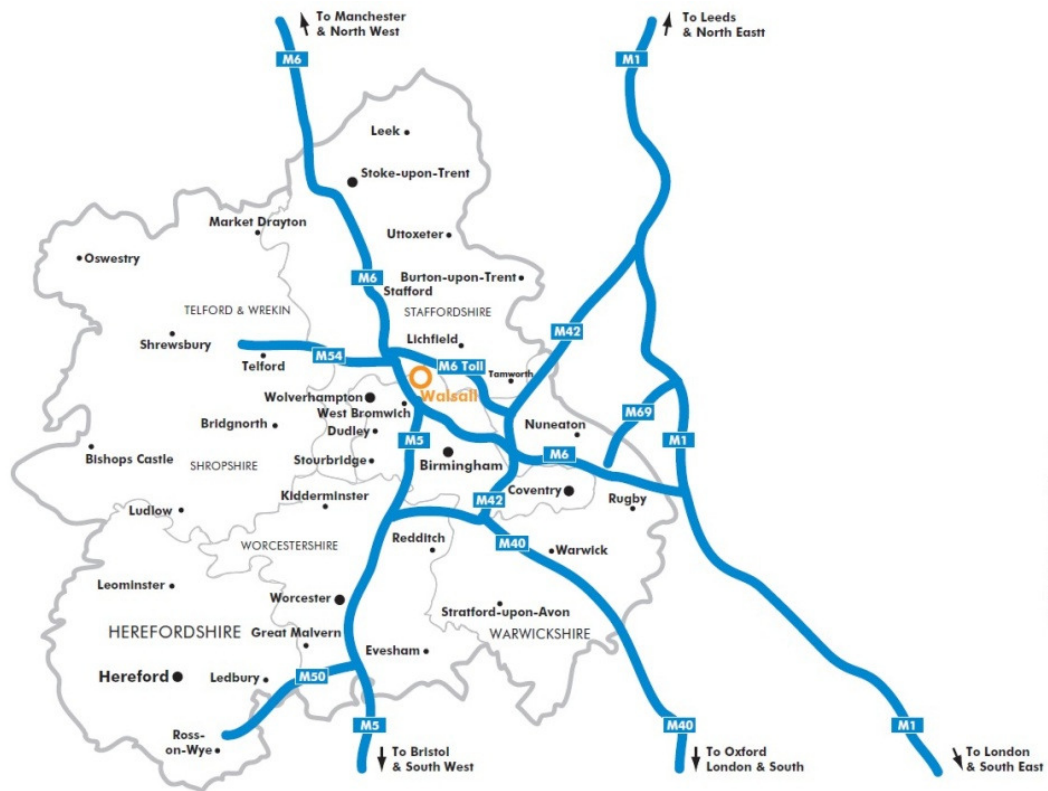 To Manchester
& North West
To Leeds
& North Eastt
M6
M1
Leek
Stoke-upon-Trent
Market Drayton
Uttoxeter
Oswestry
M6
Burton-upon-Trent
Stafford
TELFORD & WREKIN
STAFFORDSHIRE
M42
Shrewsbury
Lichfield
M54
Telford
M6 Toll
Tamworth
Wolverhampton
Walsall
West Bromwich
M69
Bridgnorth
Dudley
Nuneaton
M5
M1
Bishops Castle
SHROPSHIRE
Stourbridge
Birmingham
M6
Kidderminster
M42
Coventry
Rugby
Ludlow
WORCESTERSHIRE
Redditch
M40
Warwick
Leominster
Worcester
Stratford-upon-Avon
HEREFORDSHIRE
Great Malvern
WARWICKSHIRE
Evesham
Hereford
Ledbury
M50
Ross-
on-Wye
M5
M40
M1
To Bristol
& South West
To Oxford
London & South
To London
& South East